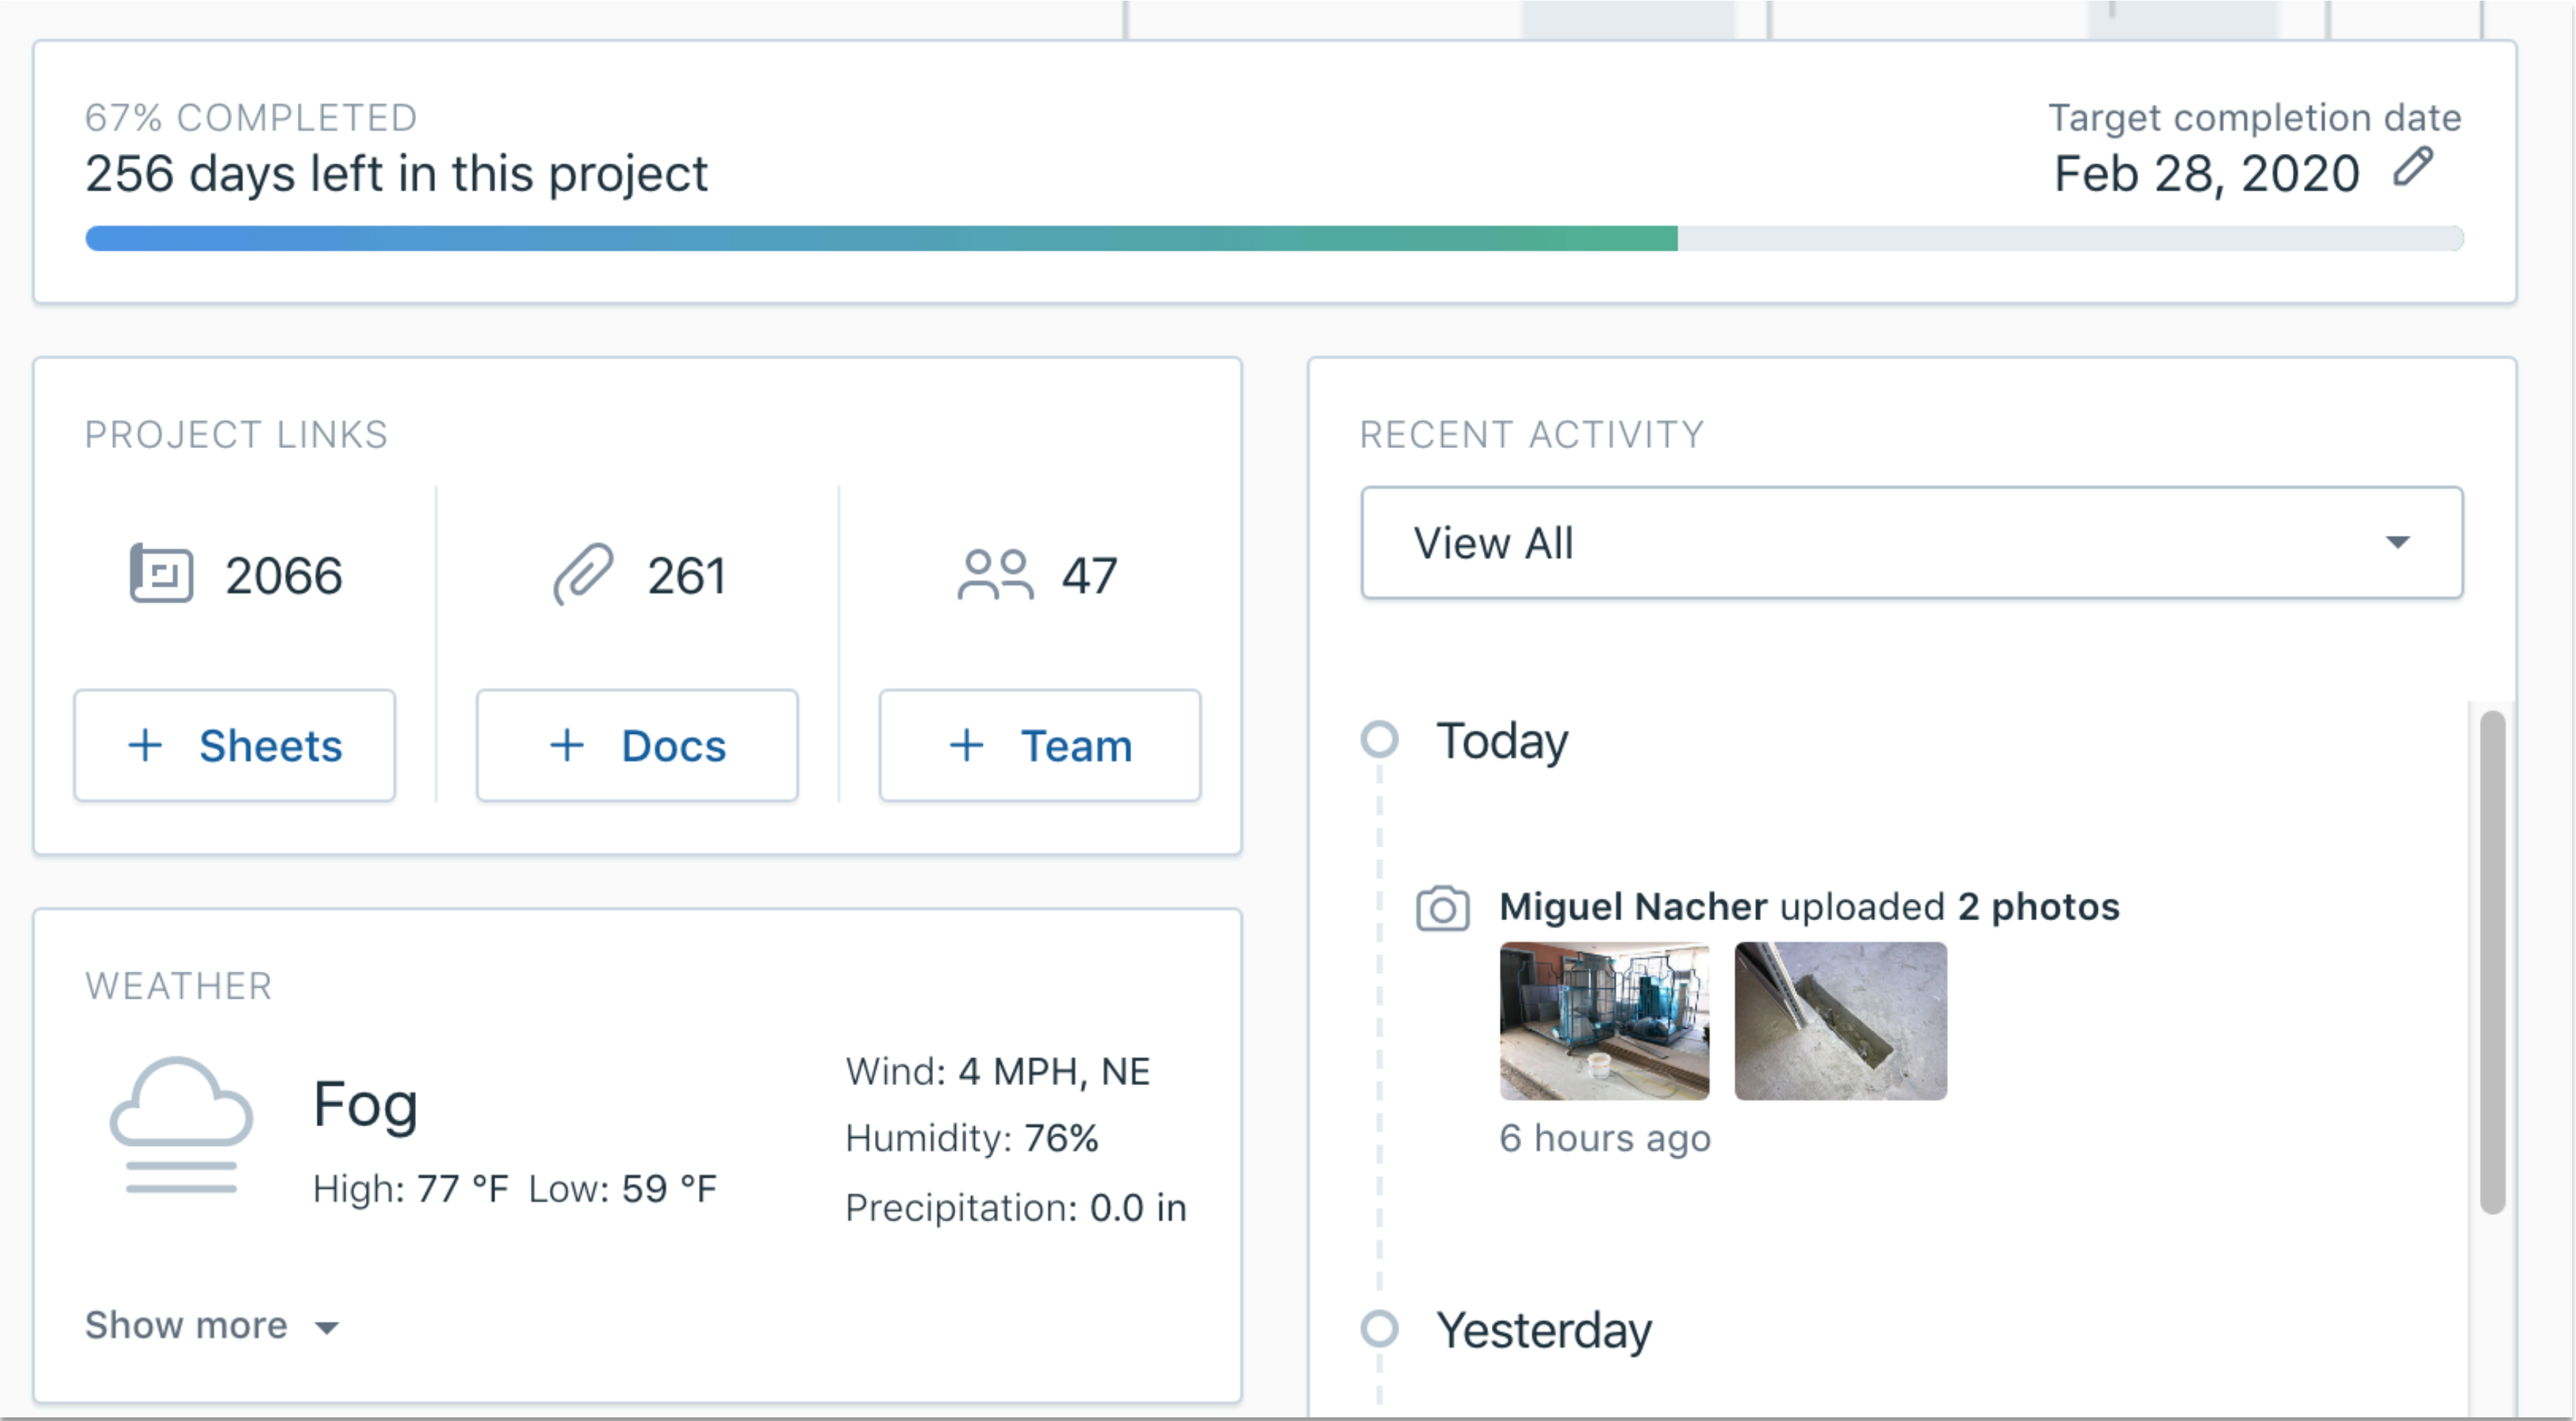 67% COMPLETED
256 days left in this project
Target completion date
Feb 28, 2020
PROJECT LINKS
2066
261
47
+ Sheets
+ Docs
+ Team
WEATHER
Fog
High: 77 °F Low: 59 °F
Wind: 4 MPH, NE
Humidity: 76%
Precipitation: 0.0 in
Show more
RECENT ACTIVITY
View All
Today
Miguel Nacher uploaded 2 photos
6 hours ago
Yesterday